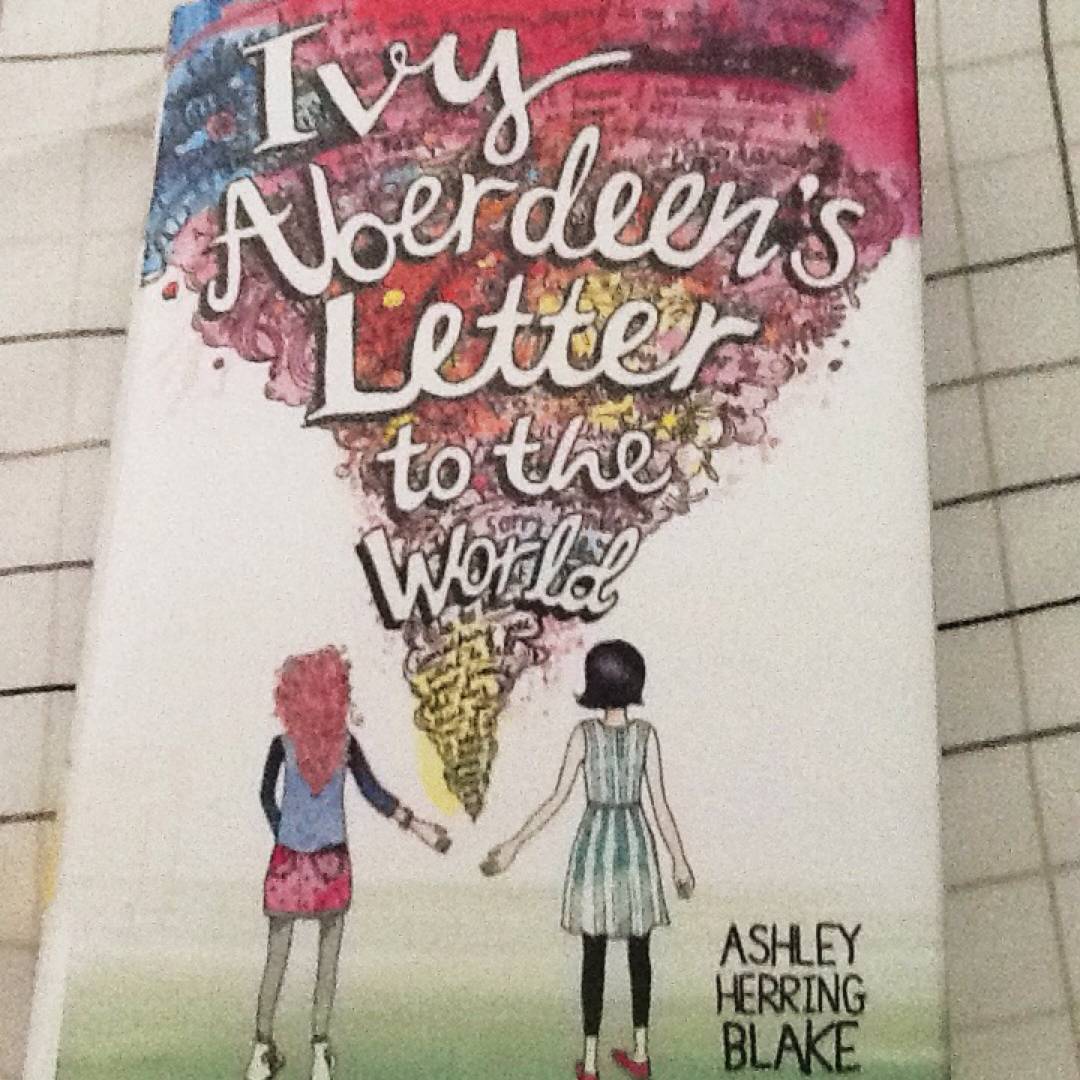 Ivy
Aberdeen's
Letter
to the
World
ASHLEY
HERRING
BLAKE